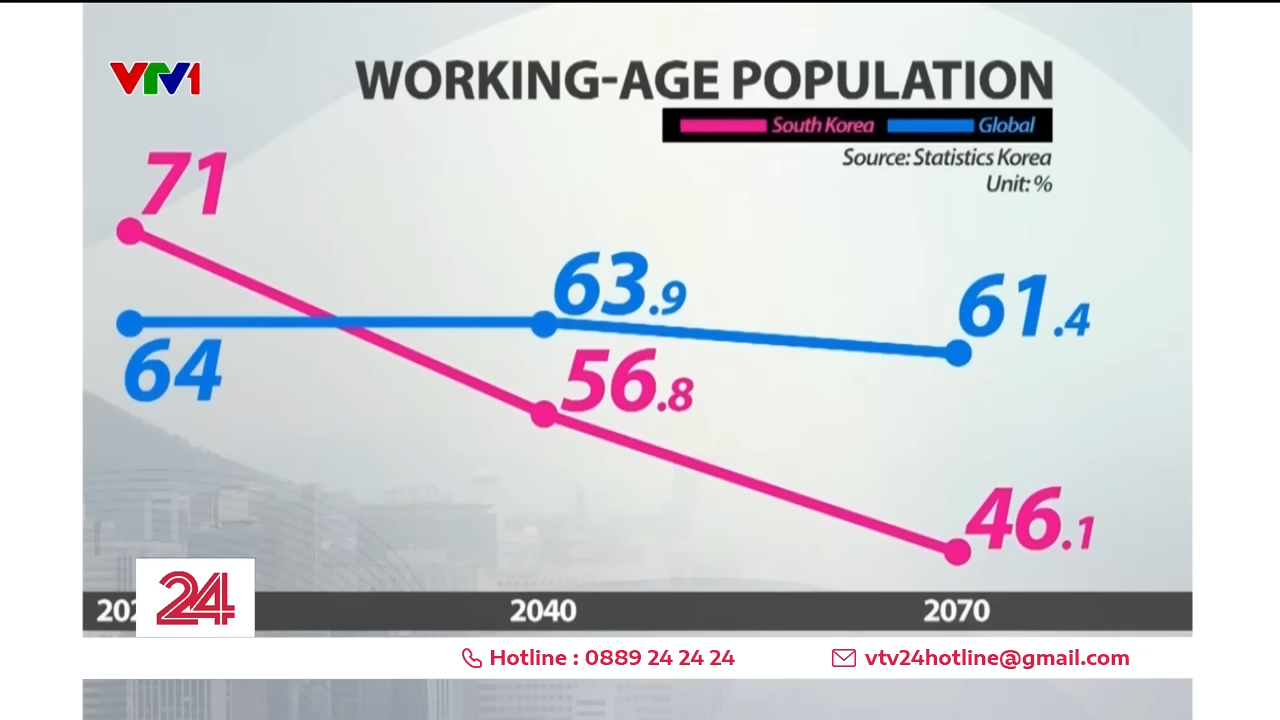 VTV1
WORKING-AGE POPULATION
South Korea Global
Source: Statistics Korea
Unit: %
71
63.9
61.4
64
56.8
46.1
24
2040 2070
Hotline : 0889 24 24 24 vtv24hotline@gmail.com